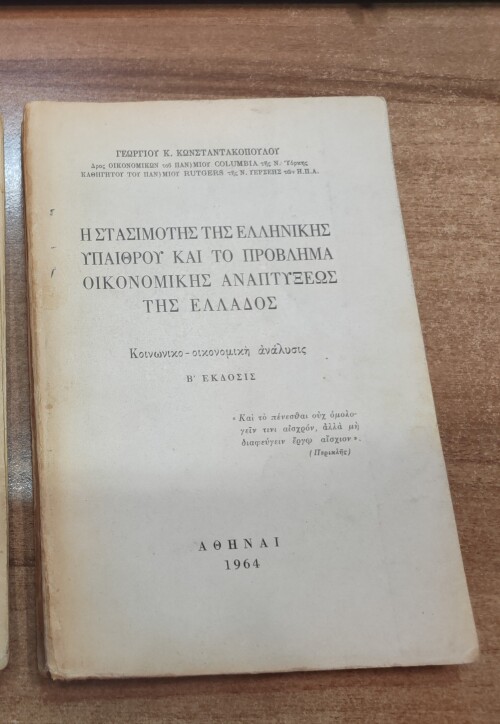 ΓΕΩΡΓΙΟΥ Κ. ΚΩΝΣΤΑΝΤΑΚΟΠΟΥΛΟΥ
Δρος ΟΙΚΟΝΟΜΙΚΩΝ τοῦ ΠΑΝ)ΜΙΟΥ COLUMBIA τῆς Ν. Ὑόρκης
ΚΑΘΗΓΗΤΟΥ ΤΟΥ ΠΑΝ)ΜΙΟΥ RUTGERS τῆς Ν. ΓΕΡΣΕΗΣ τῶν Η.Π.Α.
Η ΣΤΑΣΙΜΟΤΗΣ ΤΗΣ ΕΛΛΗΝΙΚΗΣ
ΥΠΑΙΘΡΟΥ ΚΑΙ ΤΟ ΠΡΟΒΛΗΜΑ
ΟΙΚΟΝΟΜΙΚΗΣ ΑΝΑΠΤΥΞΕΩΣ
ΤΗΣ ΕΛΛΑΔΟΣ
Κοινωνικο-οικονομικὴ ἀνάλυσις
Β' ΕΚΔΟΣΙΣ
«Καὶ τὸ πένεσθαι οὐχ ὁμολο-
γεῖν τινι αἰσχρόν, ἀλλὰ μὴ
διαφεύγειν ἔργῳ αἴσχιον».
(Περικλῆς)
ΑΘΗΝΑΙ
1964